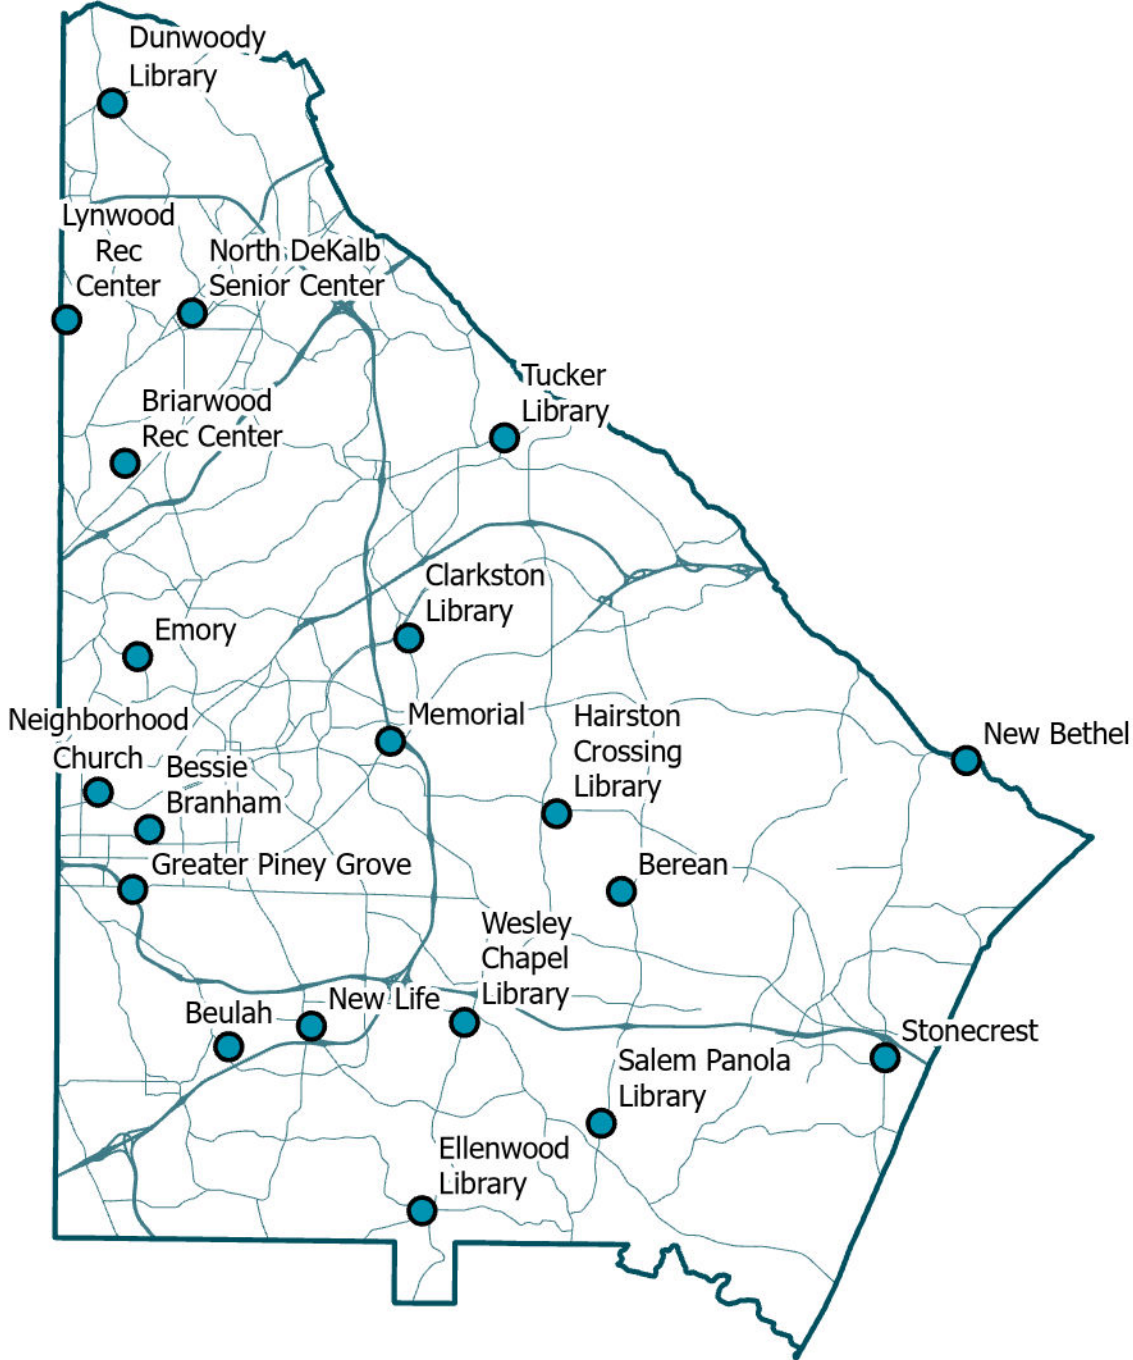 Dunwoody
Library
Lynwood
Rec
Center
North DeKalb
Senior Center
Tucker
Library
Briarwood
Rec Center
Clarkston
Library
Emory
Neighborhood
Church
Memorial
Hairston
Crossing
Library
New Bethel
Bessie
Branham
Greater Piney Grove
Berean
Wesley
Chapel
Library
Beulah
New Life
Stonecrest
Salem Panola
Library
Ellenwood
Library